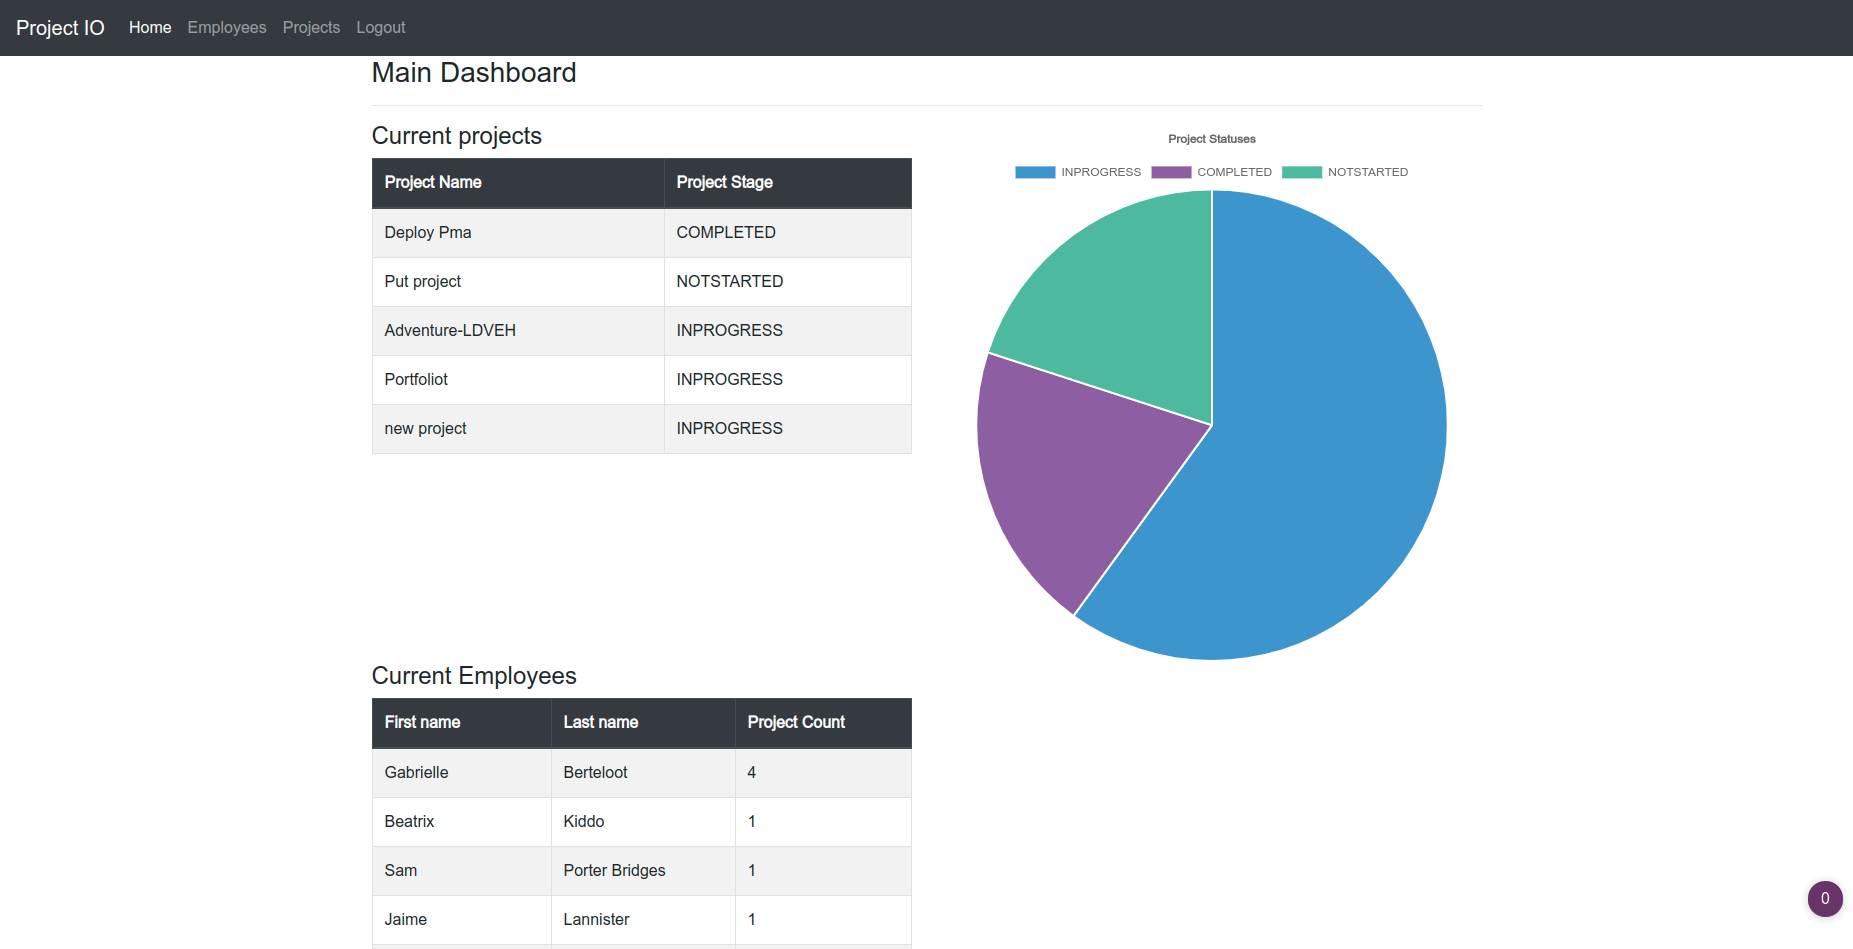 Project IO Home Employees Projects Logout
Main Dashboard
Current projects
Project Name Project Stage
Deploy Pma COMPLETED
Put project NOTSTARTED
Adventure-LDVEH INPROGRESS
Portfoliot INPROGRESS
new project INPROGRESS
Project Statuses
INPROGRESS COMPLETED NOTSTARTED
Current Employees
First name Last name Project Count
Gabrielle Berteloot 4
Beatrix Kiddo 1
Sam Porter Bridges 1
Jaime Lannister 1
0